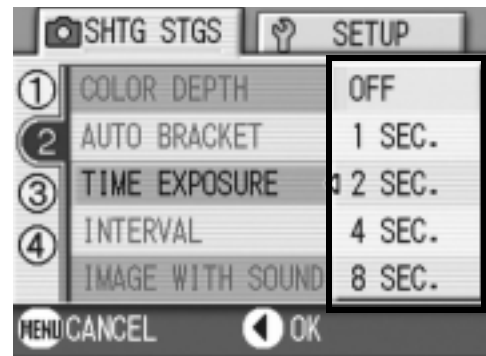 SHTG STGS SETUP
① COLOR DEPTH OFF
2 AUTO BRACKET 1 SEC.
③ TIME EXPOSURE 2 SEC.
④ INTERVAL 4 SEC.
IMAGE WITH SOUND 8 SEC.
MENU CANCEL OK